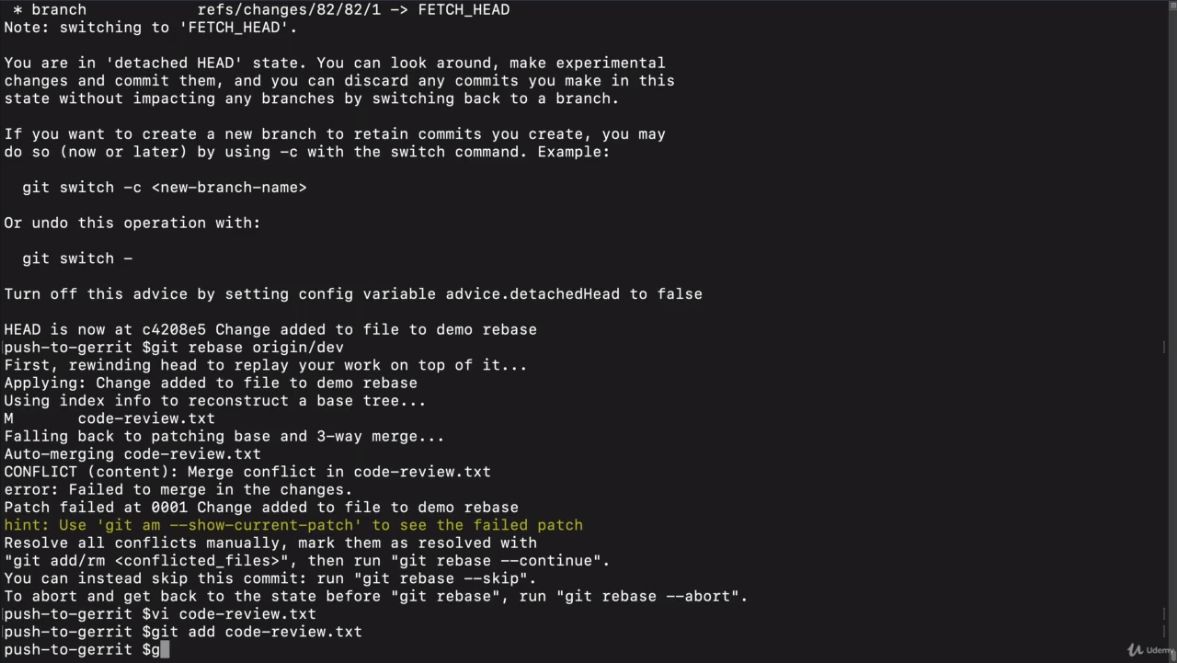 * branch            refs/changes/82/82/1 -> FETCH_HEAD
Note: switching to 'FETCH_HEAD'.
You are in 'detached HEAD' state. You can look around, make experimental
changes and commit them, and you can discard any commits you make in this
state without impacting any branches by switching back to a branch.
If you want to create a new branch to retain commits you create, you may
do so (now or later) by using -c with the switch command. Example:
git switch -c <new-branch-name>
Or undo this operation with:
git switch -
Turn off this advice by setting config variable advice.detachedHead to false
HEAD is now at c4208e5 Change added to file to demo rebase
push-to-gerrit $git rebase origin/dev
First, rewinding head to replay your work on top of it...
Applying: Change added to file to demo rebase
Using index info to reconstruct a base tree...
M       code-review.txt
Falling back to patching base and 3-way merge...
Auto-merging code-review.txt
CONFLICT (content): Merge conflict in code-review.txt
error: Failed to merge in the changes.
Patch failed at 0001 Change added to file to demo rebase
hint: Use 'git am --show-current-patch' to see the failed patch
Resolve all conflicts manually, mark them as resolved with
"git add/rm <conflicted_files>", then run "git rebase --continue".
You can instead skip this commit: run "git rebase --skip".
To abort and get back to the state before "git rebase", run "git rebase --abort".
push-to-gerrit $vi code-review.txt
push-to-gerrit $git add code-review.txt
push-to-gerrit $g
Udemy